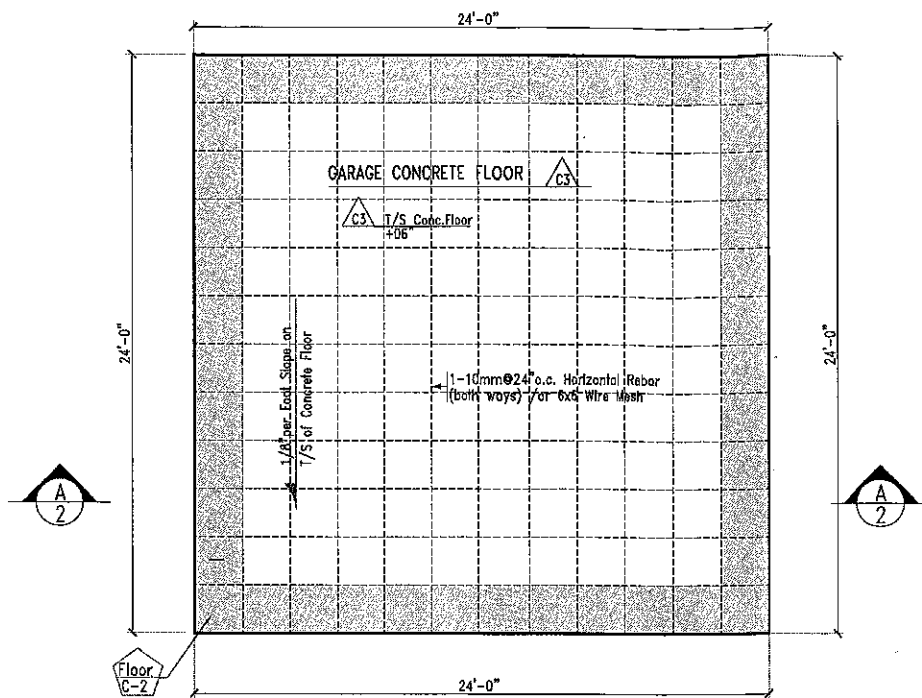 24'-0"
GARAGE CONCRETE FLOOR
C3
C3
T/S Conc.Floor
+06"
24'-0"
24'-0"
1/8" per Foot Slope on
T/S of Concrete Floor
1-10mm@24"o.c. Horizontal Rebar
(both ways) /or 6x6 Wire Mesh
A
2
A
2
Floor
C-2
24'-0"